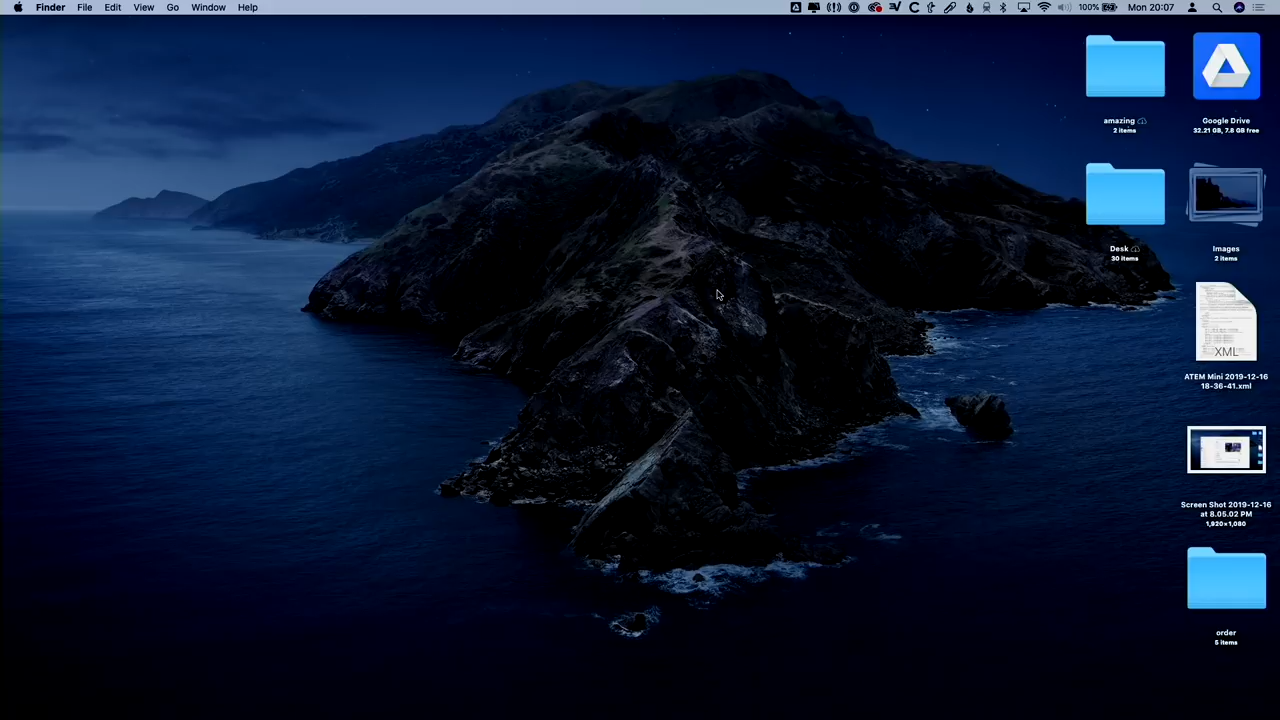 Finder File Edit View Go Window Help 100% Mon 20:07
amazing
2 items
Google Drive
32.21 GB, 7.8 GB free
Desk
30 items
Images
2 items
XML
ATEM Mini 2019-12-16
18-36-41.xml
Screen Shot 2019-12-16
at 8.05.02 PM
1,920×1,080
order
5 items